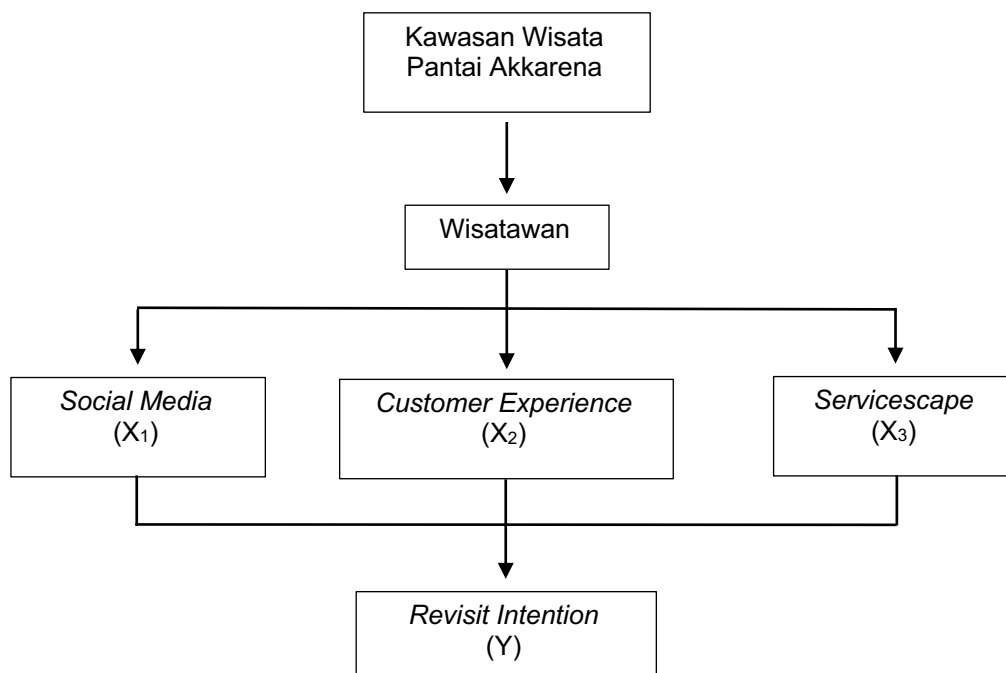 Kawasan Wisata
Pantai Akkarena
Wisatawan
Social Media
(X₁)
Customer Experience
(X₂)
Servicescape
(X₃)
Revisit Intention
(Y)